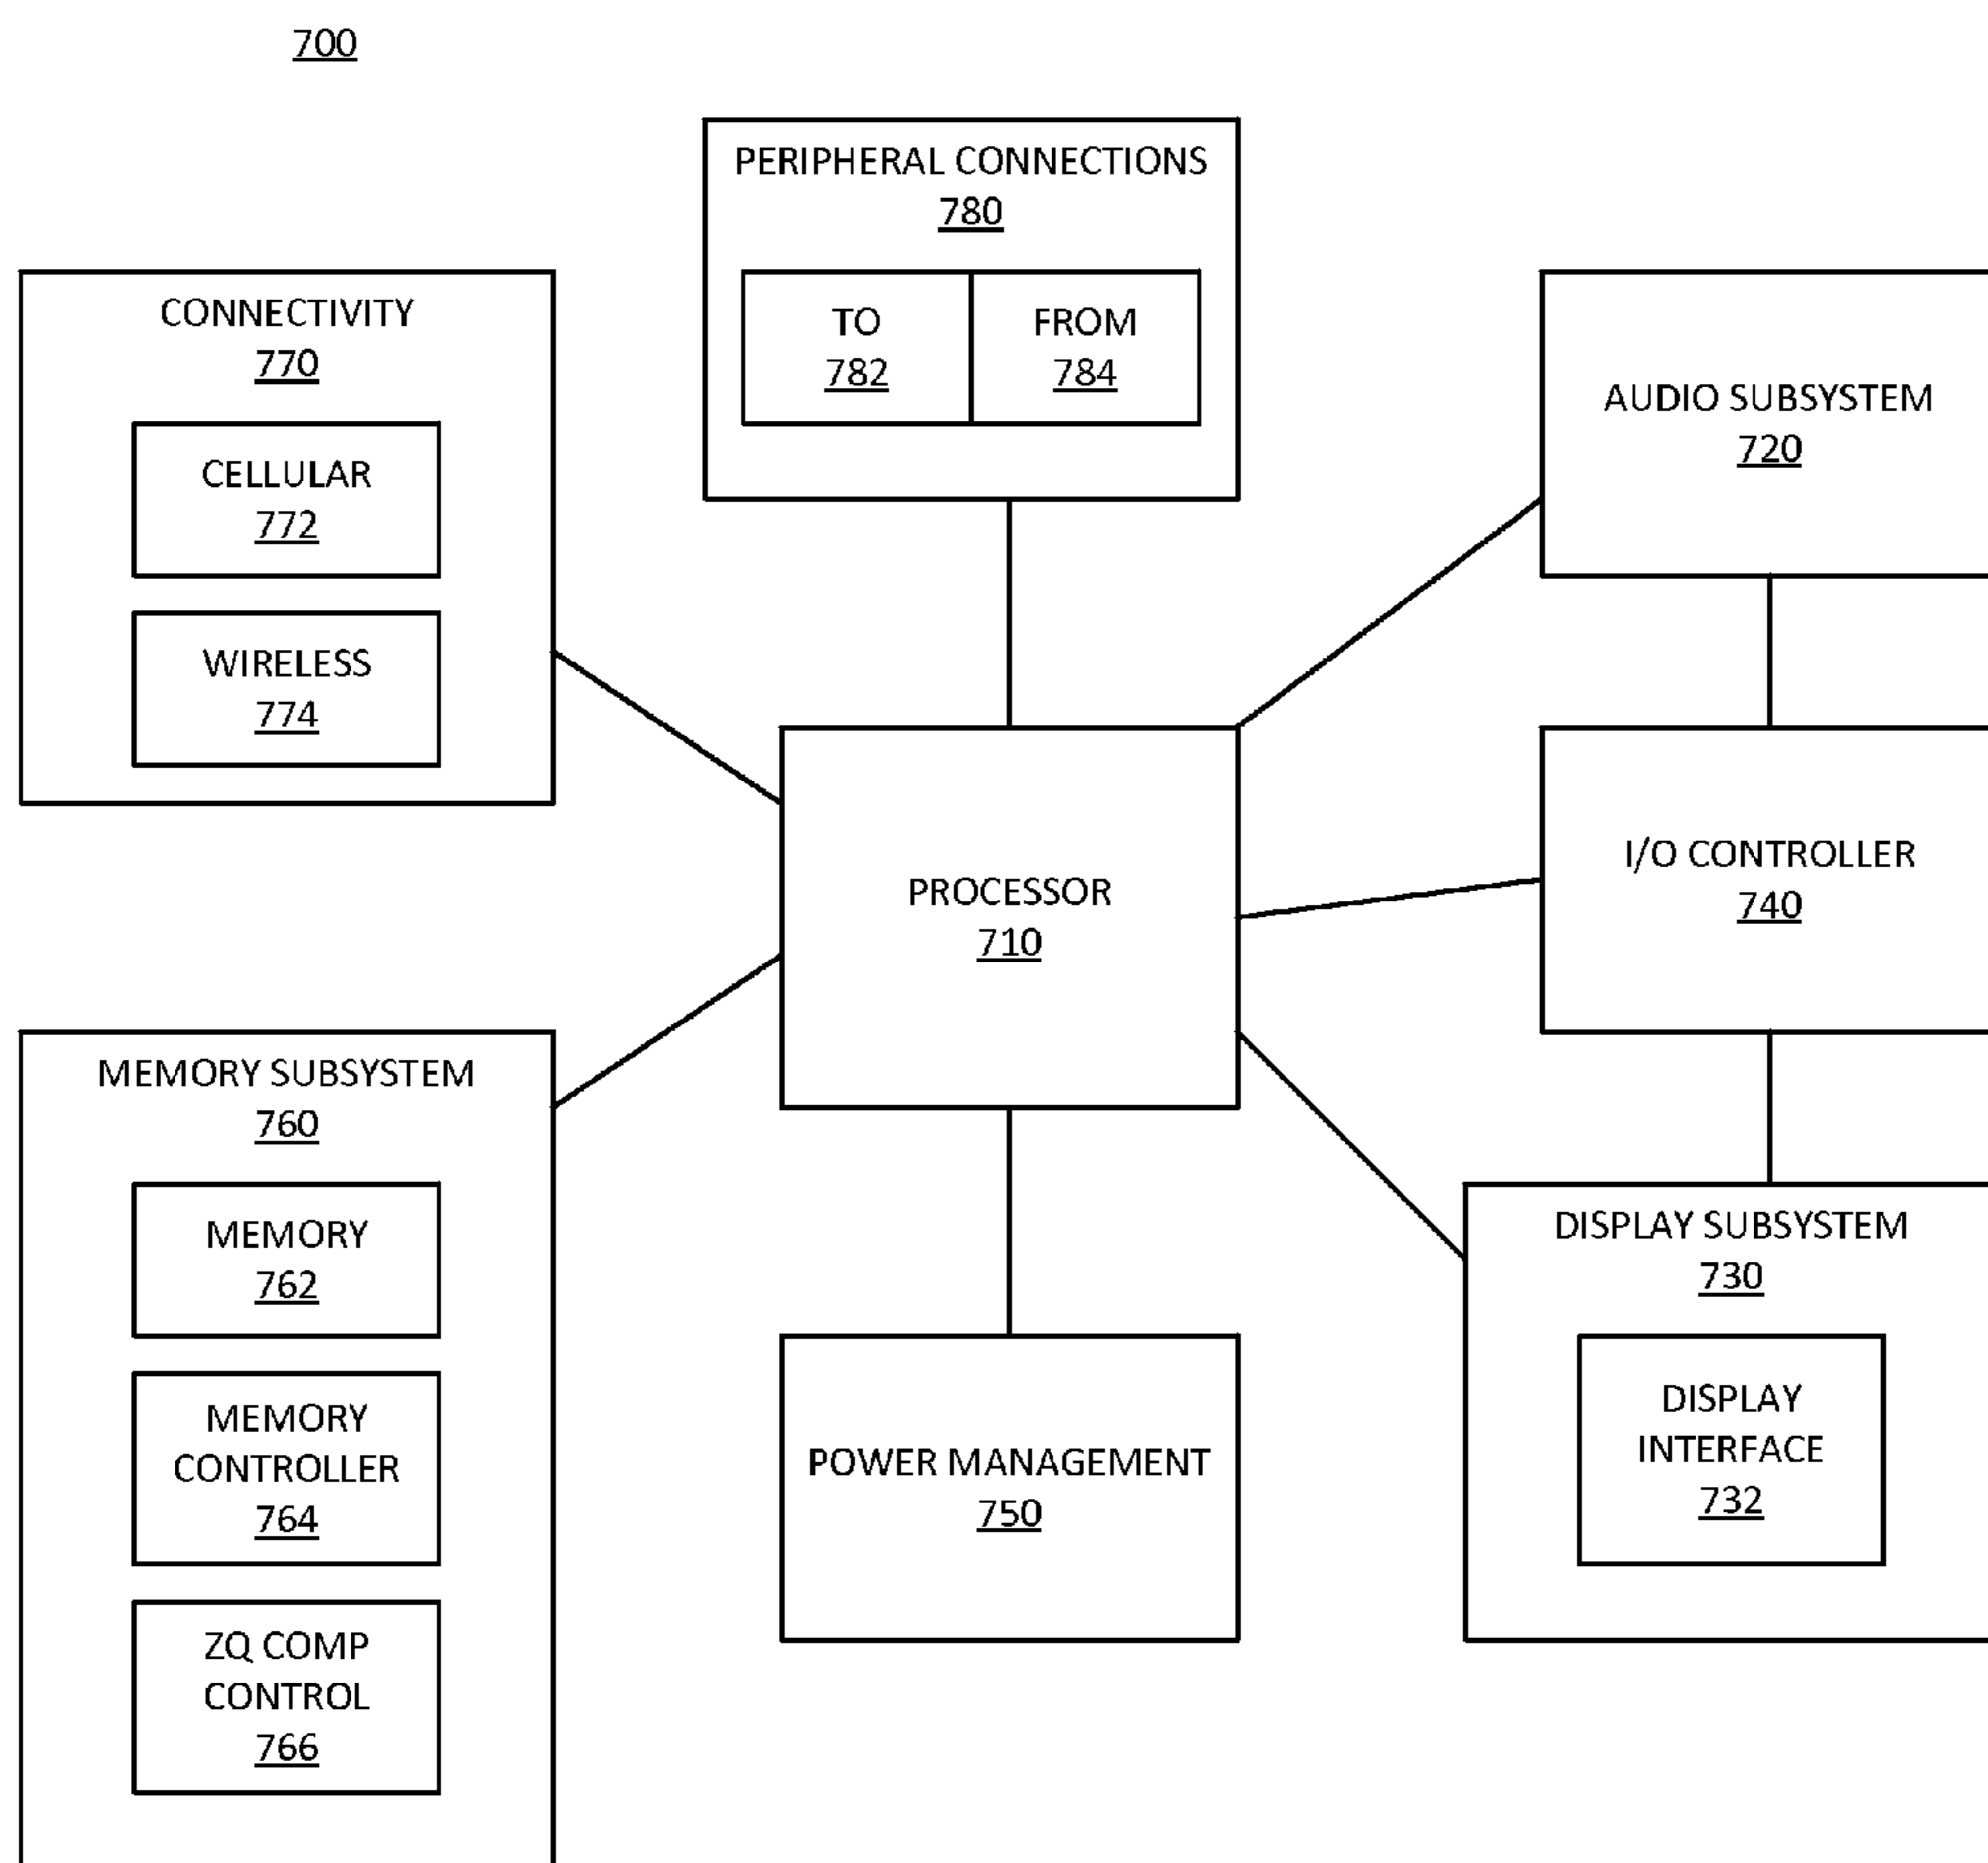 700
PERIPHERAL CONNECTIONS
780
TO
782
FROM
784
CONNECTIVITY
770
CELLULAR
772
WIRELESS
774
AUDIO SUBSYSTEM
720
PROCESSOR
710
I/O CONTROLLER
740
MEMORY SUBSYSTEM
760
MEMORY
762
MEMORY
CONTROLLER
764
ZQ COMP
CONTROL
766
POWER MANAGEMENT
750
DISPLAY SUBSYSTEM
730
DISPLAY
INTERFACE
732